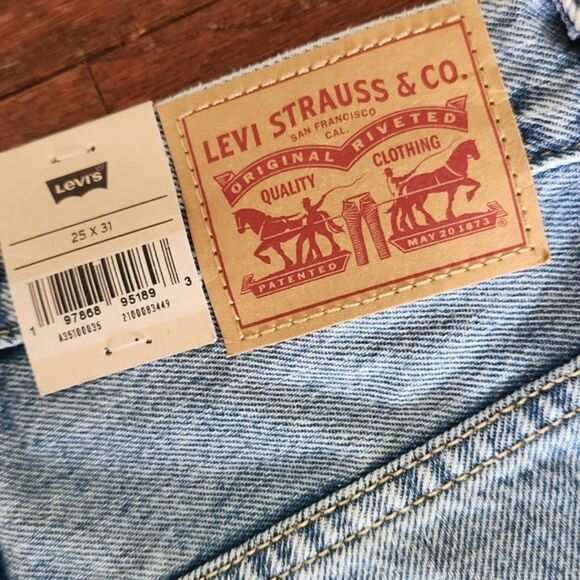 Levi's
25 X 31
1 97868 95189 3
A35100035 2100083449
LEVI STRAUSS & CO.
SAN FRANCISCO
CAL.
ORIGINAL RIVETED
QUALITY CLOTHING
PATENTED MAY 20 1873
®